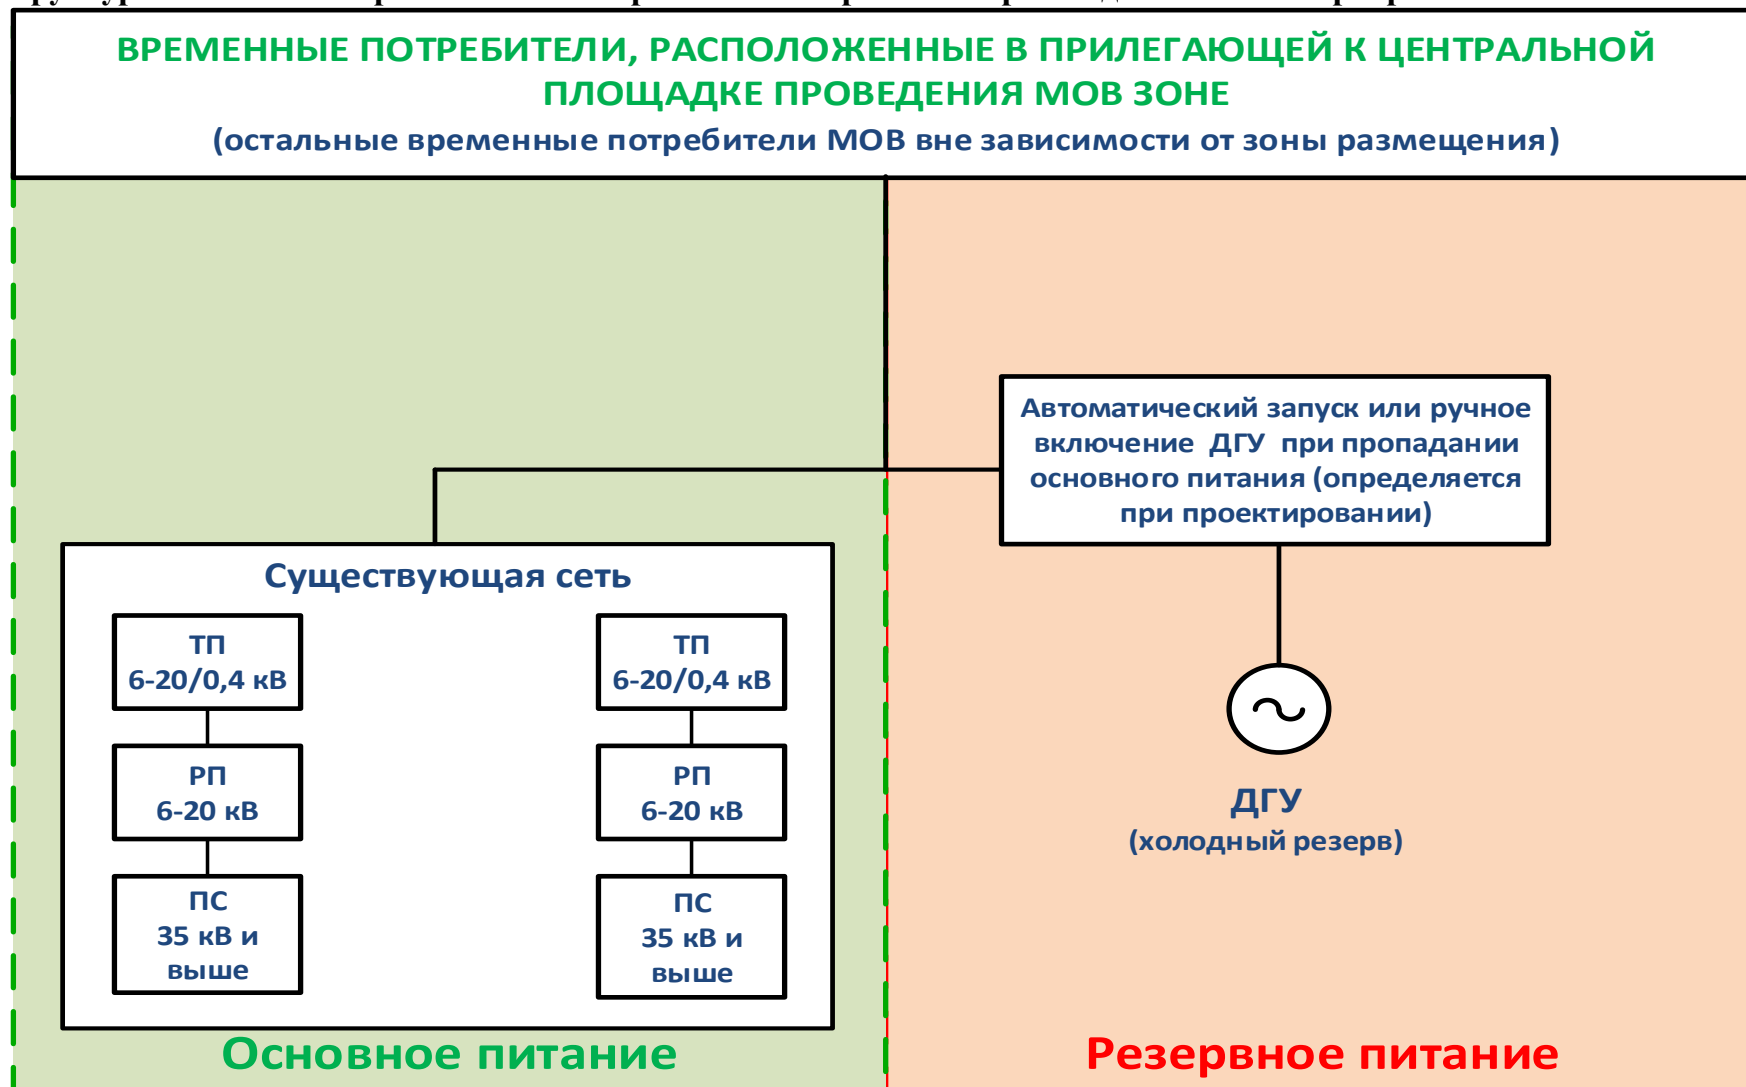 ВРЕМЕННЫЕ ПОТРЕБИТЕЛИ, РАСПОЛОЖЕННЫЕ В ПРИЛЕГАЮЩЕЙ К ЦЕНТРАЛЬНОЙ
ПЛОЩАДКЕ ПРОВЕДЕНИЯ МОВ ЗОНЕ
(остальные временные потребители МОВ вне зависимости от зоны размещения)
Автоматический запуск или ручное
включение ДГУ при пропадании
основного питания (определяется
при проектировании)
Существующая сеть
ТП
6-20/0,4 кВ
РП
6-20 кВ
ПС
35 кВ и
выше
ТП
6-20/0,4 кВ
РП
6-20 кВ
ПС
35 кВ и
выше
ДГУ
(холодный резерв)
Основное питание
Резервное питание